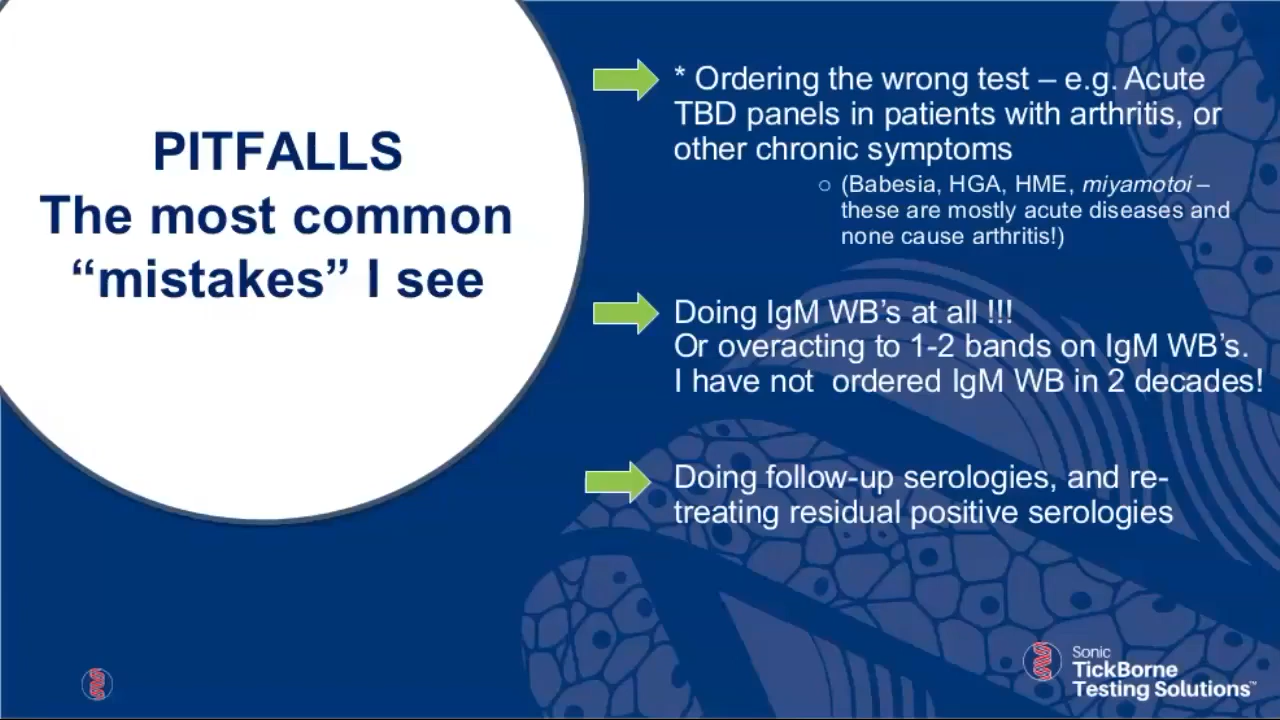 PITFALLS
The most common
“mistakes” I see
* Ordering the wrong test – e.g. Acute
TBD panels in patients with arthritis, or
other chronic symptoms
○ (Babesia, HGA, HME, miyamotoi –
these are mostly acute diseases and
none cause arthritis!)
Doing IgM WB’s at all !!!
Or overacting to 1-2 bands on IgM WB’s.
I have not  ordered IgM WB in 2 decades!
Doing follow-up serologies, and re-
treating residual positive serologies
Sonic
TickBorne
Testing Solutions™